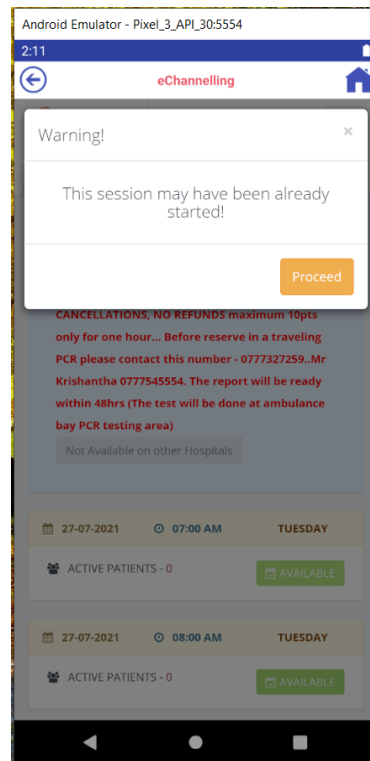 Android Emulator - Pixel_3_API_30:5554
2:11
eChannelling
Warning!
×
This session may have been already
started!
Proceed
CANCELLATIONS, NO REFUNDS maximum 10pts
only for one hour... Before reserve in a traveling
PCR please contact this number - 0777327259..Mr
Krishantha 0777545554. The report will be ready
within 48hrs (The test will be done at ambulance
bay PCR testing area)
Not Available on other Hospitals
27-07-2021 07:00 AM TUESDAY
ACTIVE PATIENTS - 0 AVAILABLE
27-07-2021 08:00 AM TUESDAY
ACTIVE PATIENTS - 0 AVAILABLE